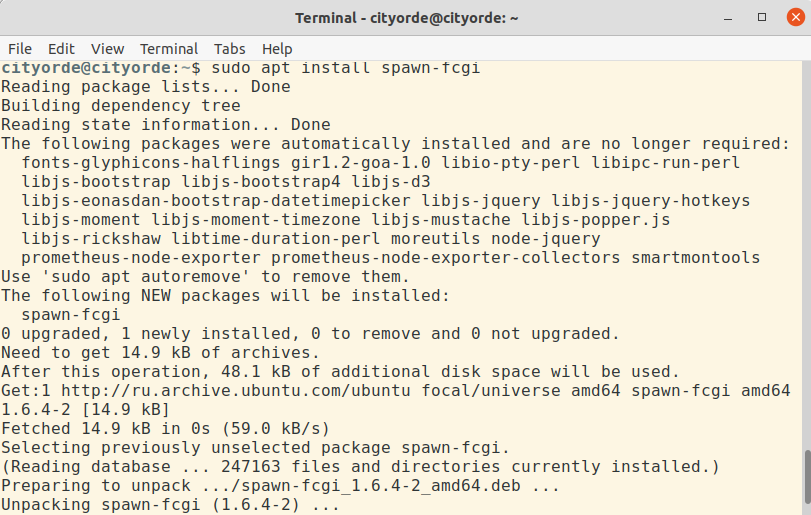 Terminal - cityorde@cityorde: ~
File Edit View Terminal Tabs Help
cityorde@cityorde:~$ sudo apt install spawn-fcgi
Reading package lists... Done
Building dependency tree
Reading state information... Done
The following packages were automatically installed and are no longer required:
  fonts-glyphicons-halflings gir1.2-goa-1.0 libio-pty-perl libipc-run-perl
  libjs-bootstrap libjs-bootstrap4 libjs-d3
  libjs-eonasdan-bootstrap-datetimepicker libjs-jquery libjs-jquery-hotkeys
  libjs-moment libjs-moment-timezone libjs-mustache libjs-popper.js
  libjs-rickshaw libtime-duration-perl moreutils node-jquery
  prometheus-node-exporter prometheus-node-exporter-collectors smartmontools
Use 'sudo apt autoremove' to remove them.
The following NEW packages will be installed:
  spawn-fcgi
0 upgraded, 1 newly installed, 0 to remove and 0 not upgraded.
Need to get 14.9 kB of archives.
After this operation, 48.1 kB of additional disk space will be used.
Get:1 http://ru.archive.ubuntu.com/ubuntu focal/universe amd64 spawn-fcgi amd64
1.6.4-2 [14.9 kB]
Fetched 14.9 kB in 0s (59.0 kB/s)
Selecting previously unselected package spawn-fcgi.
(Reading database ... 247163 files and directories currently installed.)
Preparing to unpack .../spawn-fcgi_1.6.4-2_amd64.deb ...
Unpacking spawn-fcgi (1.6.4-2) ...